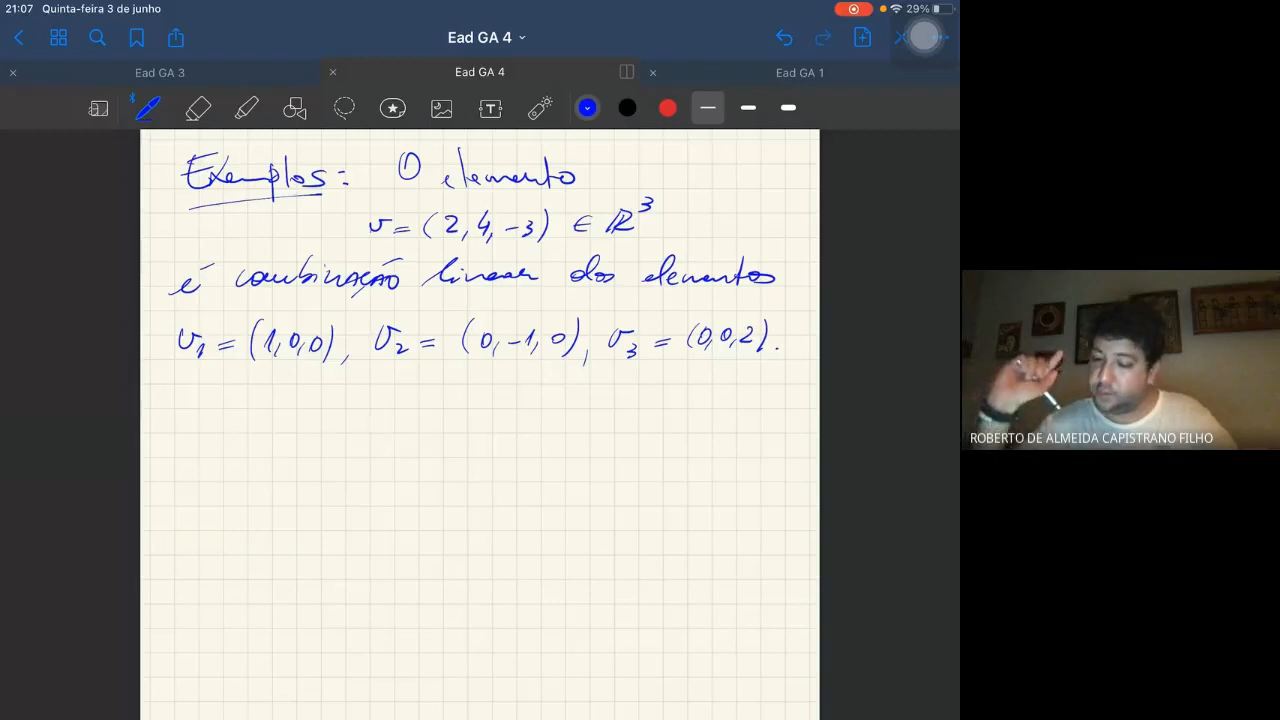 21:07 Quinta-feira 3 de junho 29%
Ead GA 4
Ead GA 3 Ead GA 4 Ead GA 1
Exemplos: ① elemento
v = (2, 4, -3) ∈ ℝ³
é combinação linear dos elementos
v₁ = (1,0,0), v₂ = (0,-1,0), v₃ = (0,0,2).
ROBERTO DE ALMEIDA CAPISTRANO FILHO